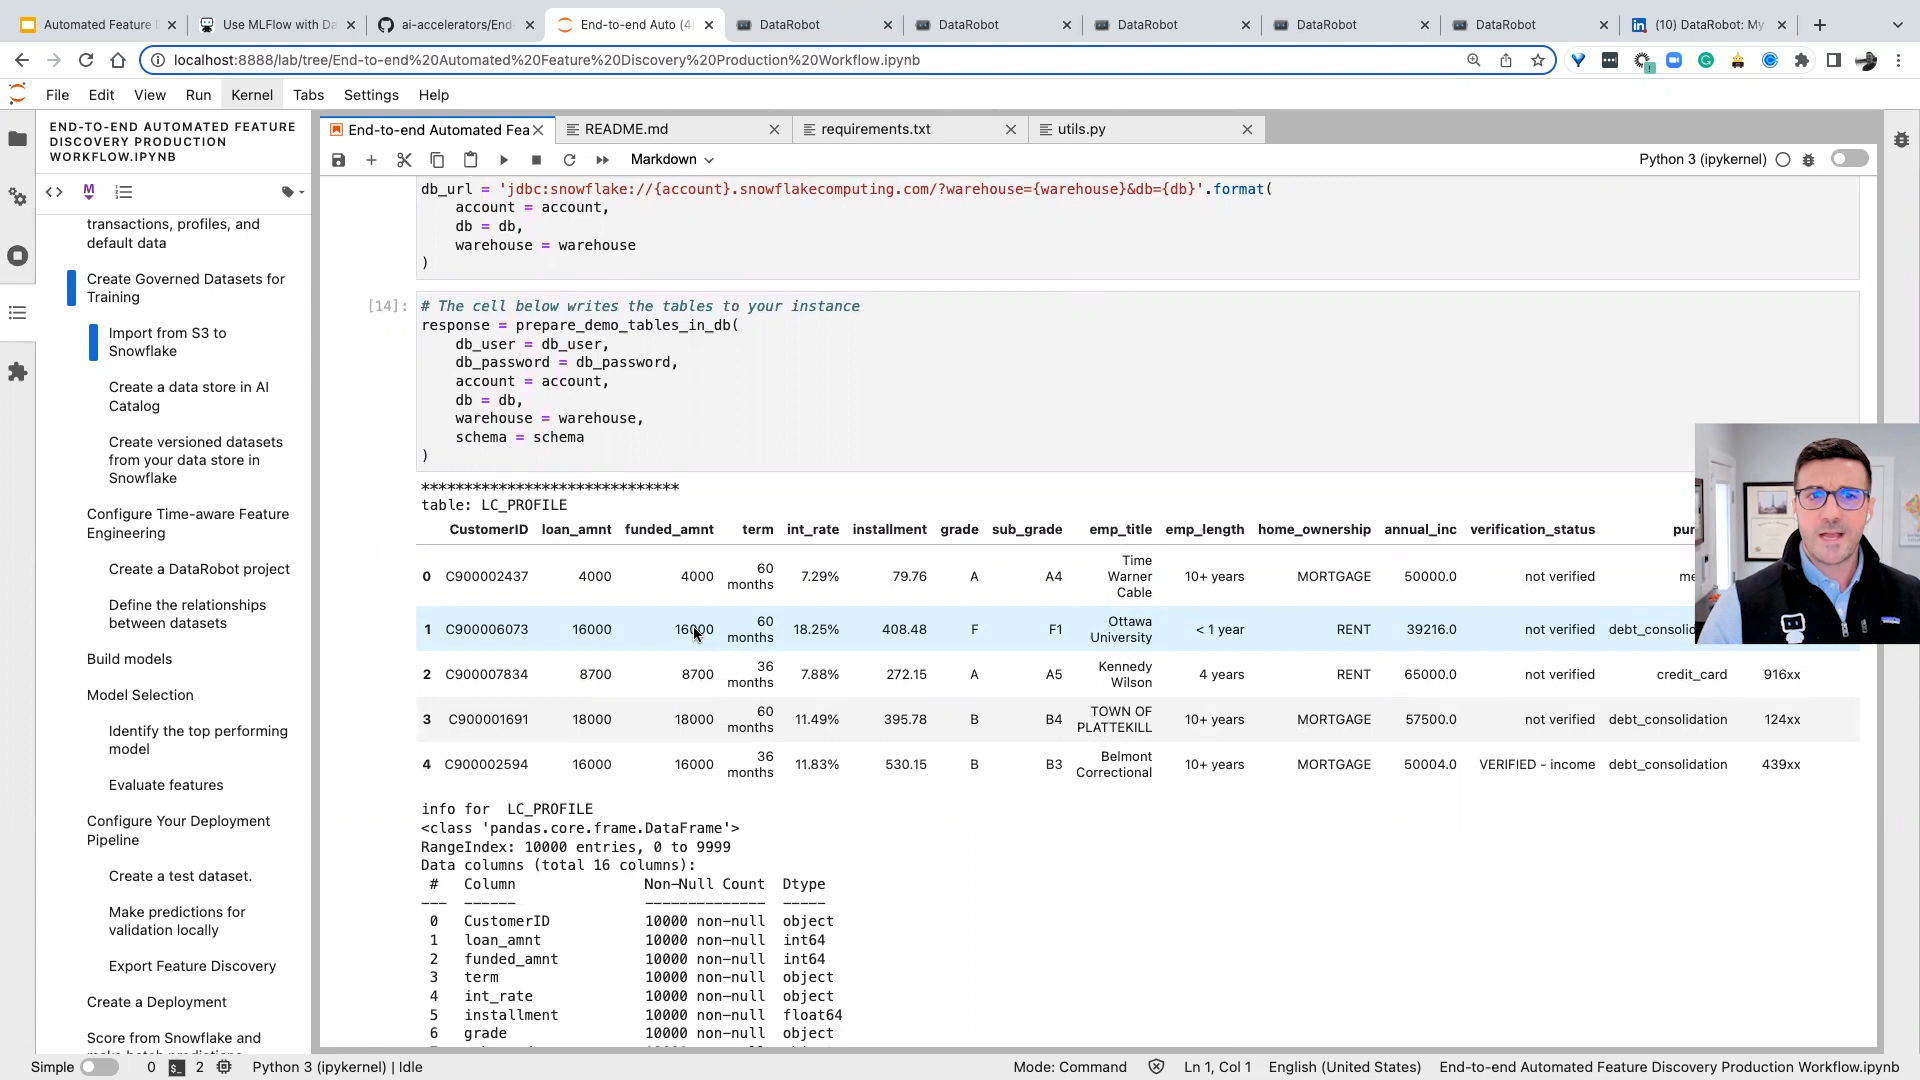 Automated Feature
Use MLFlow with Da
ai-accelerators/End
End-to-end Auto (4)
DataRobot
DataRobot
DataRobot
DataRobot
DataRobot
(10) DataRobot: My
localhost:8888/lab/tree/End-to-end%20Automated%20Feature%20Discovery%20Production%20Workflow.ipynb
File Edit View Run Kernel Tabs Settings Help
END-TO-END AUTOMATED FEATURE
DISCOVERY PRODUCTION
WORKFLOW.IPYNB
transactions, profiles, and
default data
Create Governed Datasets for
Training
Import from S3 to
Snowflake
Create a data store in AI
Catalog
Create versioned datasets
from your data store in
Snowflake
Configure Time-aware Feature
Engineering
Create a DataRobot project
Define the relationships
between datasets
Build models
Model Selection
Identify the top performing
model
Evaluate features
Configure Your Deployment
Pipeline
Create a test dataset.
Make predictions for
validation locally
Export Feature Discovery
Create a Deployment
Score from Snowflake and
End-to-end Automated Fea
README.md
requirements.txt
utils.py
Markdown
Python 3 (ipykernel)
db_url = 'jdbc:snowflake://{account}.snowflakecomputing.com/?warehouse={warehouse}&db={db}'.format(
account = account,
db = db,
warehouse = warehouse
)
[14]: # The cell below writes the tables to your instance
response = prepare_demo_tables_in_db(
db_user = db_user,
db_password = db_password,
account = account,
db = db,
warehouse = warehouse,
schema = schema
)
******************************
table: LC_PROFILE
CustomerID loan_amnt funded_amnt term int_rate installment grade sub_grade emp_title emp_length home_ownership annual_inc verification_status pur
0 C900002437 4000 4000 60 months 7.29% 79.76 A A4 Time Warner Cable 10+ years MORTGAGE 50000.0 not verified me
1 C900006073 16000 16000 60 months 18.25% 408.48 F F1 Ottawa University < 1 year RENT 39216.0 not verified debt_consolid
2 C900007834 8700 8700 36 months 7.88% 272.15 A A5 Kennedy Wilson 4 years RENT 65000.0 not verified credit_card 916xx
3 C900001691 18000 18000 60 months 11.49% 395.78 B B4 TOWN OF PLATTEKILL 10+ years MORTGAGE 57500.0 not verified debt_consolidation 124xx
4 C900002594 16000 16000 36 months 11.83% 530.15 B B3 Belmont Correctional 10+ years MORTGAGE 50004.0 VERIFIED - income debt_consolidation 439xx
info for  LC_PROFILE
<class 'pandas.core.frame.DataFrame'>
RangeIndex: 10000 entries, 0 to 9999
Data columns (total 16 columns):
# Column Non-Null Count Dtype
--- ------ -------------- -----
0 CustomerID 10000 non-null object
1 loan_amnt 10000 non-null int64
2 funded_amnt 10000 non-null int64
3 term 10000 non-null object
4 int_rate 10000 non-null object
5 installment 10000 non-null float64
6 grade 10000 non-null object
Simple 0 2 Python 3 (ipykernel) | Idle
Mode: Command Ln 1, Col 1 English (United States) End-to-end Automated Feature Discovery Production Workflow.ipynb